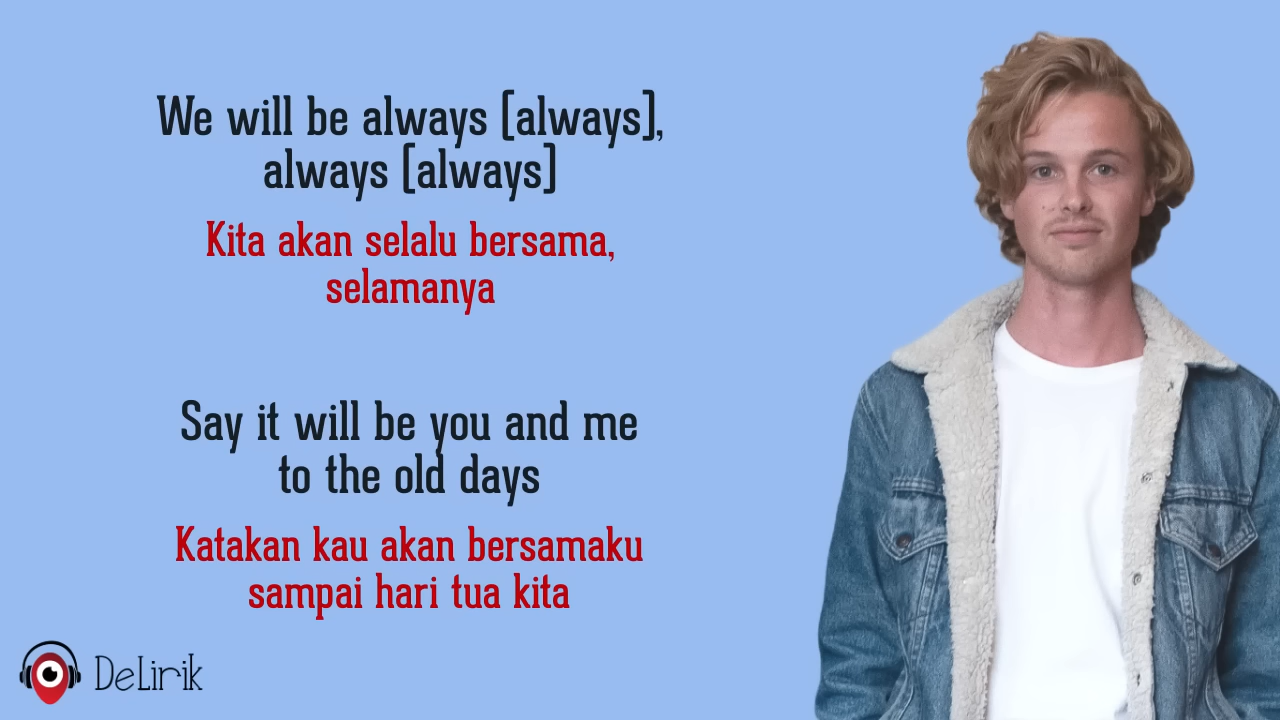 We will be always [always],
always [always]
Kita akan selalu bersama,
selamanya
Say it will be you and me
to the old days
Katakan kau akan bersamaku
sampai hari tua kita
DeLirik